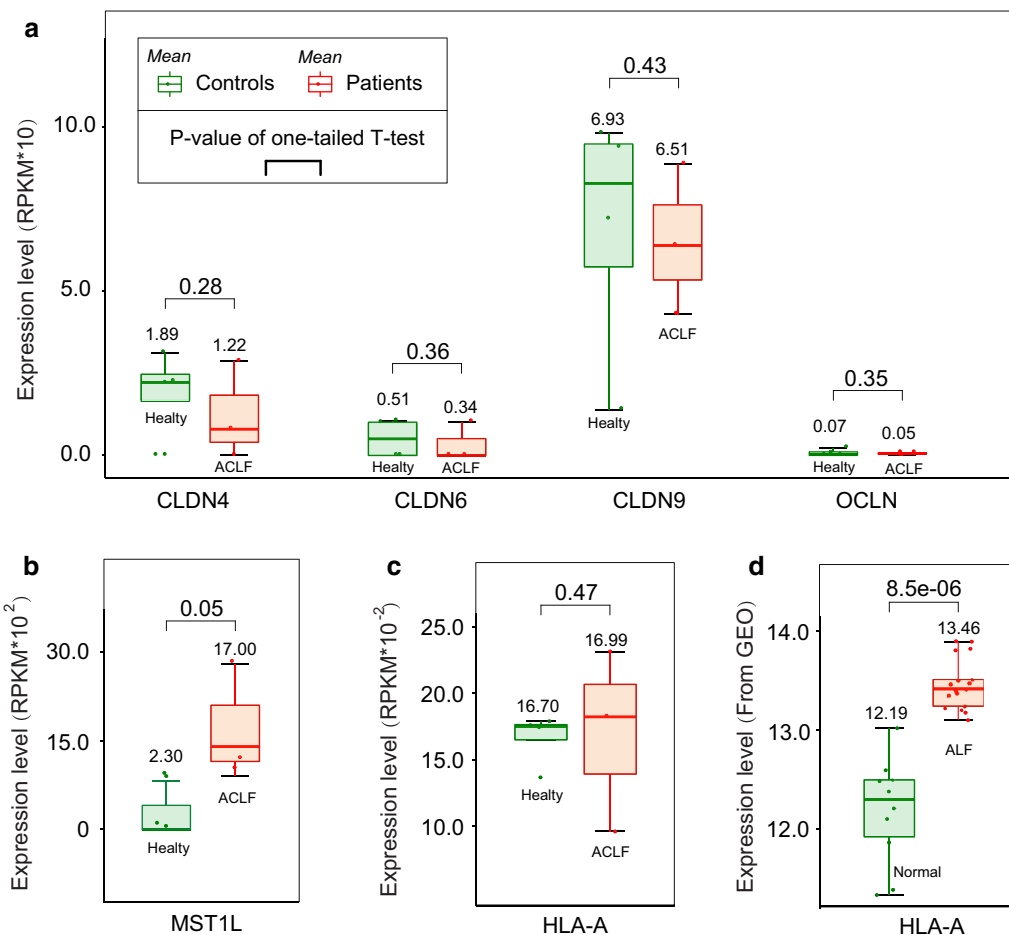 a
Mean Mean
Controls Patients
P-value of one-tailed T-test
Expression level (RPKM*10)
10.0
5.0
0.0
0.28
1.89
1.22
Healty
ACLF
0.36
0.51
0.34
Healty
ACLF
0.43
6.93
6.51
Healty
ACLF
0.35
0.07
0.05
Healty
ACLF
CLDN4 CLDN6 CLDN9 OCLN
b
Expression level (RPKM*10^2)
30.0
15.0
0
0.05
17.00
2.30
ACLF
Healty
MST1L
c
Expression level (RPKM*10^-2)
25.0
20.0
15.0
10.0
0.47
16.99
16.70
Healty
ACLF
HLA-A
d
Expression level (From GEO)
14.0
13.0
12.0
8.5e-06
13.46
12.19
ALF
Normal
HLA-A